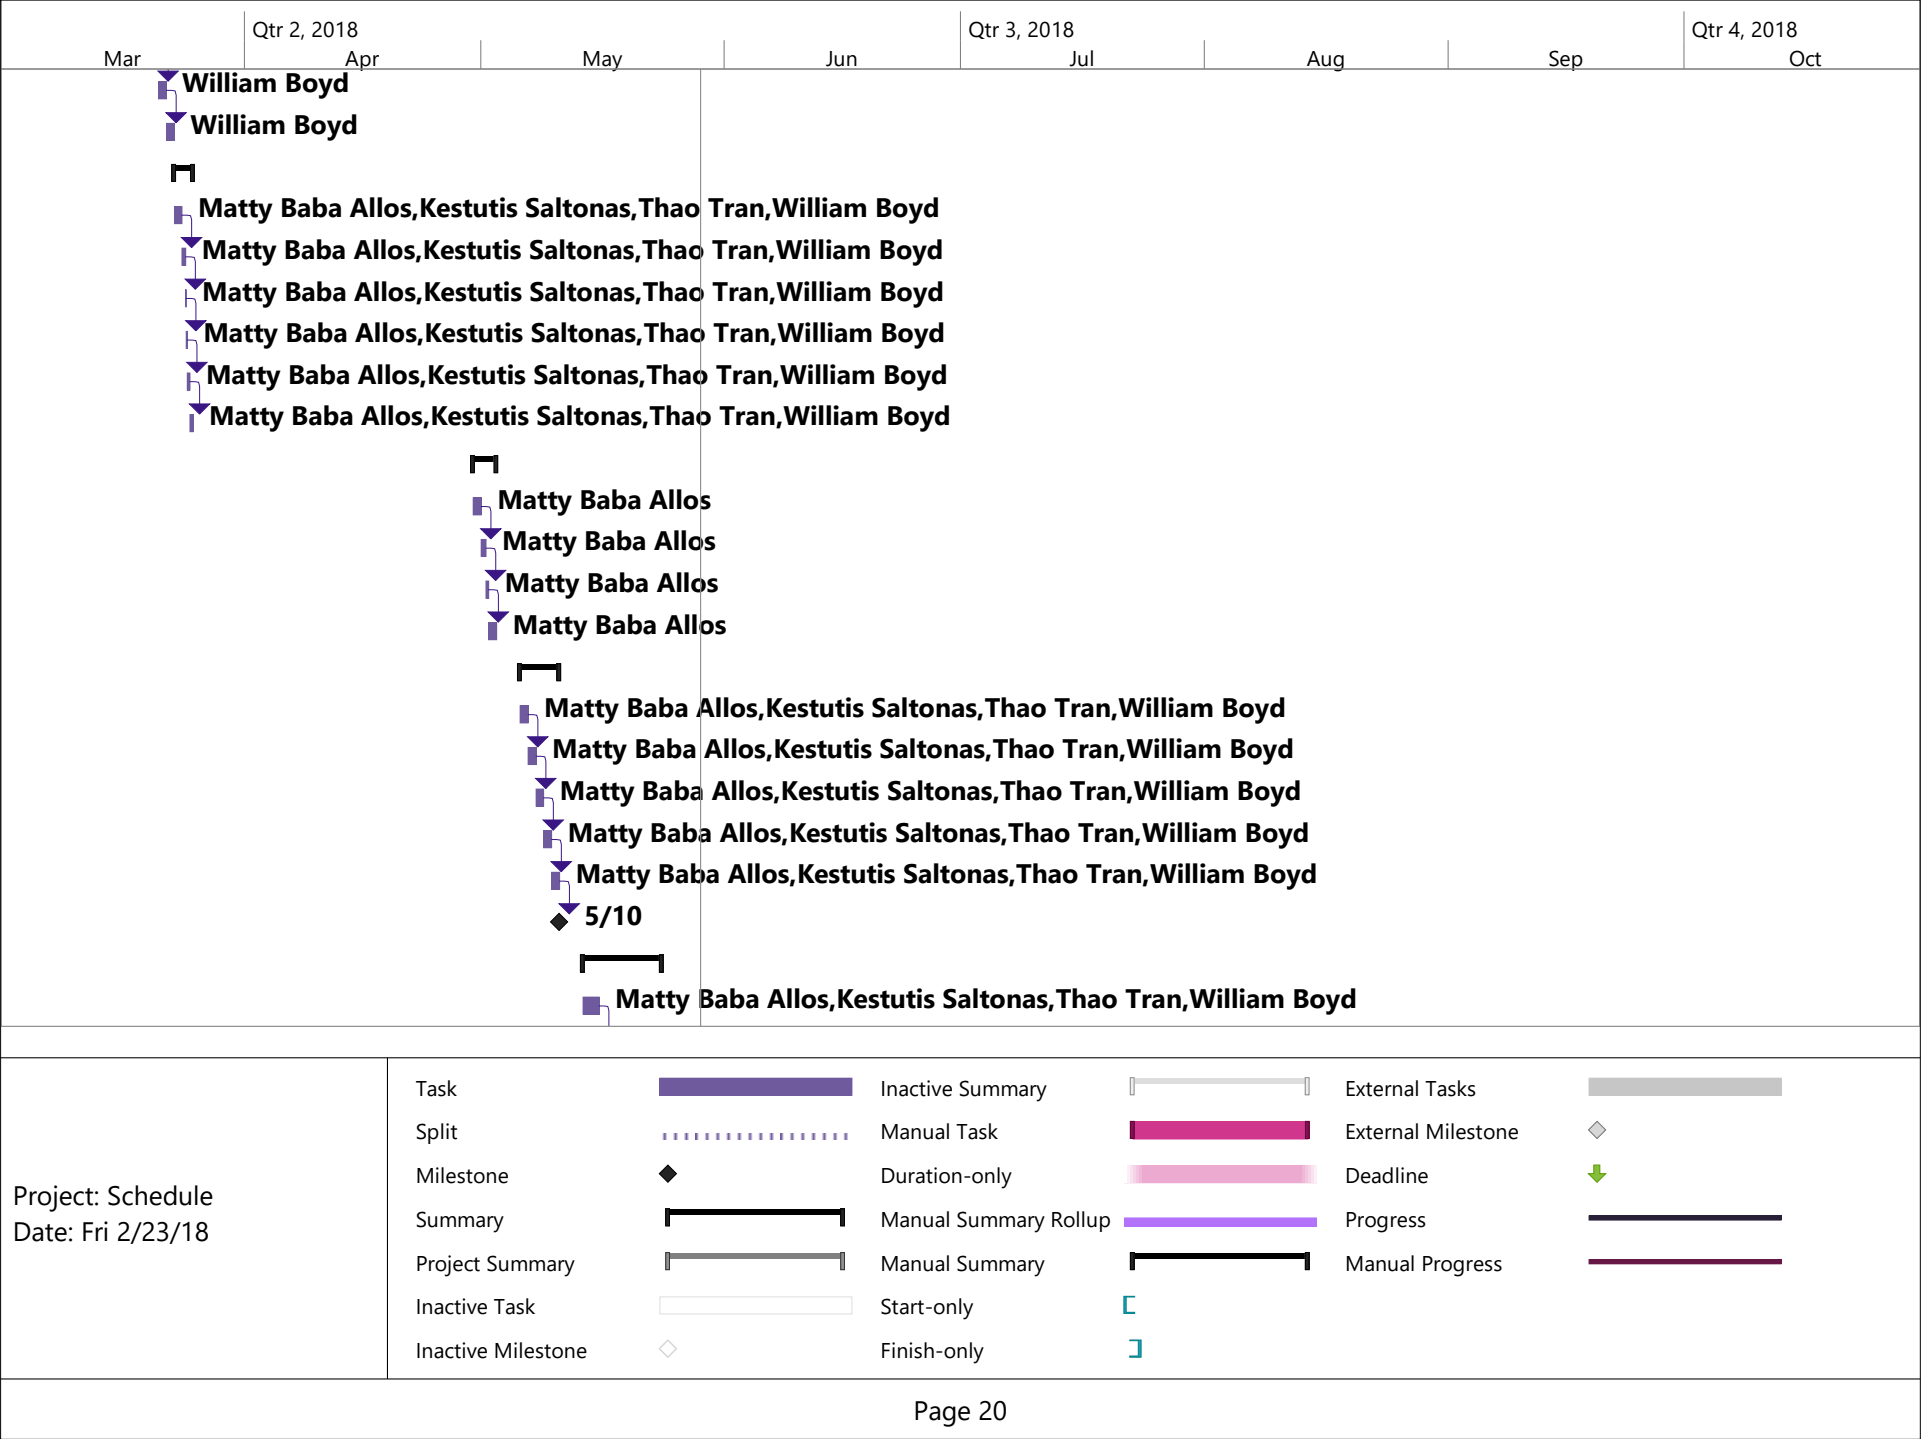 Qtr 2, 2018 Qtr 3, 2018 Qtr 4, 2018
Mar Apr May Jun Jul Aug Sep Oct
William Boyd
William Boyd
Matty Baba Allos,Kestutis Saltonas,Thao Tran,William Boyd
Matty Baba Allos,Kestutis Saltonas,Thao Tran,William Boyd
Matty Baba Allos,Kestutis Saltonas,Thao Tran,William Boyd
Matty Baba Allos,Kestutis Saltonas,Thao Tran,William Boyd
Matty Baba Allos,Kestutis Saltonas,Thao Tran,William Boyd
Matty Baba Allos,Kestutis Saltonas,Thao Tran,William Boyd
Matty Baba Allos
Matty Baba Allos
Matty Baba Allos
Matty Baba Allos
Matty Baba Allos,Kestutis Saltonas,Thao Tran,William Boyd
Matty Baba Allos,Kestutis Saltonas,Thao Tran,William Boyd
Matty Baba Allos,Kestutis Saltonas,Thao Tran,William Boyd
Matty Baba Allos,Kestutis Saltonas,Thao Tran,William Boyd
Matty Baba Allos,Kestutis Saltonas,Thao Tran,William Boyd
5/10
Matty Baba Allos,Kestutis Saltonas,Thao Tran,William Boyd
Project: Schedule
Date: Fri 2/23/18
Task
Split
Milestone
Summary
Project Summary
Inactive Task
Inactive Milestone
Inactive Summary
Manual Task
Duration-only
Manual Summary Rollup
Manual Summary
Start-only
Finish-only
External Tasks
External Milestone
Deadline
Progress
Manual Progress
Page 20